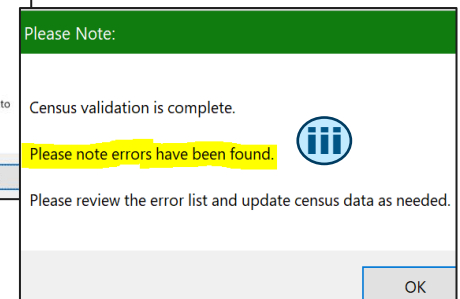 Please Note:
to
Census validation is complete.
iii
Please note errors have been found.
Please review the error list and update census data as needed.
OK